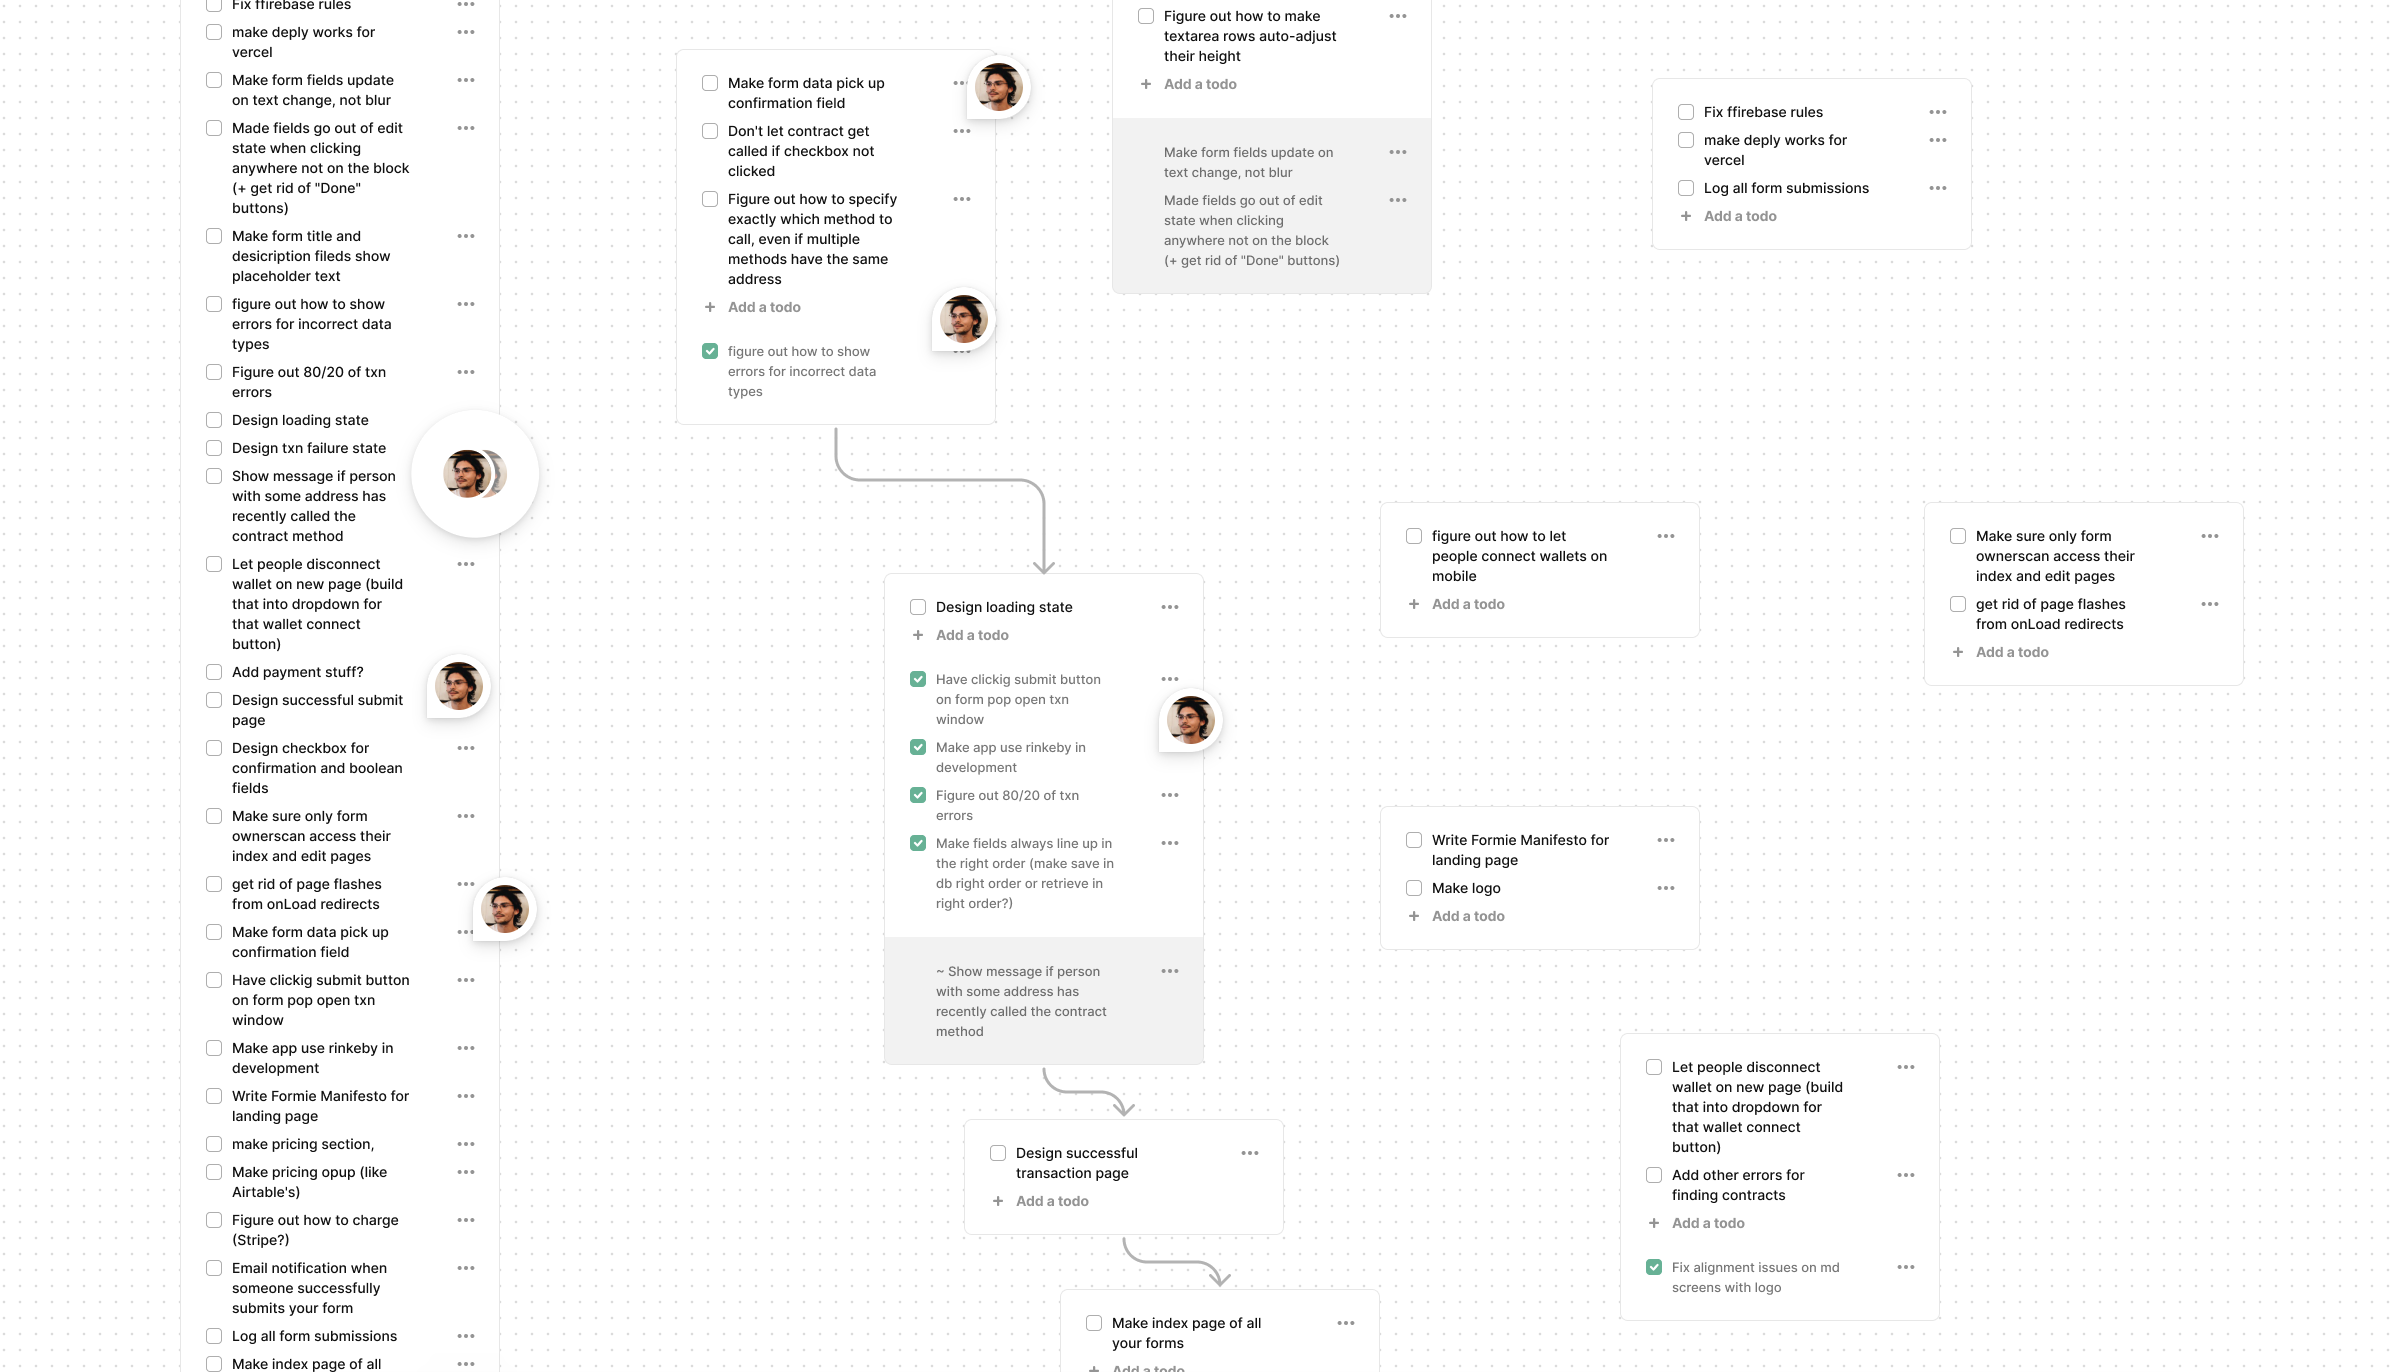 Fix ffirebase rules
make deply works for
vercel
Make form fields update
on text change, not blur
Made fields go out of edit
state when clicking
anywhere not on the block
(+ get rid of "Done"
buttons)
Make form title and
desicription fileds show
placeholder text
figure out how to show
errors for incorrect data
types
Figure out 80/20 of txn
errors
Design loading state
Design txn failure state
Show message if person
with some address has
recently called the
contract method
Let people disconnect
wallet on new page (build
that into dropdown for
that wallet connect
button)
Add payment stuff?
Design successful submit
page
Design checkbox for
confirmation and boolean
fields
Make sure only form
ownerscan access their
index and edit pages
get rid of page flashes
from onLoad redirects
Make form data pick up
confirmation field
Have clickig submit button
on form pop open txn
window
Make app use rinkeby in
development
Write Formie Manifesto for
landing page
make pricing section,
Make pricing opup (like
Airtable's)
Figure out how to charge
(Stripe?)
Email notification when
someone successfully
submits your form
Log all form submissions
Make index page of all
Make form data pick up
confirmation field
Don't let contract get
called if checkbox not
clicked
Figure out how to specify
exactly which method to
call, even if multiple
methods have the same
address
+ Add a todo
figure out how to show
errors for incorrect data
types
Figure out how to make
textarea rows auto-adjust
their height
+ Add a todo
Make form fields update on
text change, not blur
Made fields go out of edit
state when clicking
anywhere not on the block
(+ get rid of "Done" buttons)
Fix ffirebase rules
make deply works for
vercel
Log all form submissions
+ Add a todo
Design loading state
+ Add a todo
Have clickig submit button
on form pop open txn
window
Make app use rinkeby in
development
Figure out 80/20 of txn
errors
Make fields always line up in
the right order (make save in
db right order or retrieve in
right order?)
~ Show message if person
with some address has
recently called the contract
method
Design successful
transaction page
+ Add a todo
Make index page of all
your forms
+ Add a todo
figure out how to let
people connect wallets on
mobile
+ Add a todo
Make sure only form
ownerscan access their
index and edit pages
get rid of page flashes
from onLoad redirects
+ Add a todo
Write Formie Manifesto for
landing page
Make logo
+ Add a todo
Let people disconnect
wallet on new page (build
that into dropdown for
that wallet connect
button)
Add other errors for
finding contracts
+ Add a todo
Fix alignment issues on md
screens with logo